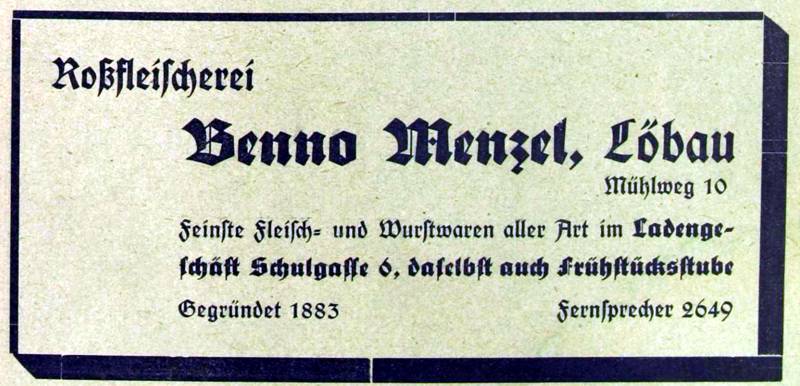 Roßfleischerei
Benno Menzel, Löbau
Mühlweg 10
Feinste Fleisch- und Wurstwaren aller Art im Ladenge-
schäft Schulgasse 6, daselbst auch Frühstücksstube
Gegründet 1883 Fernsprecher 2649